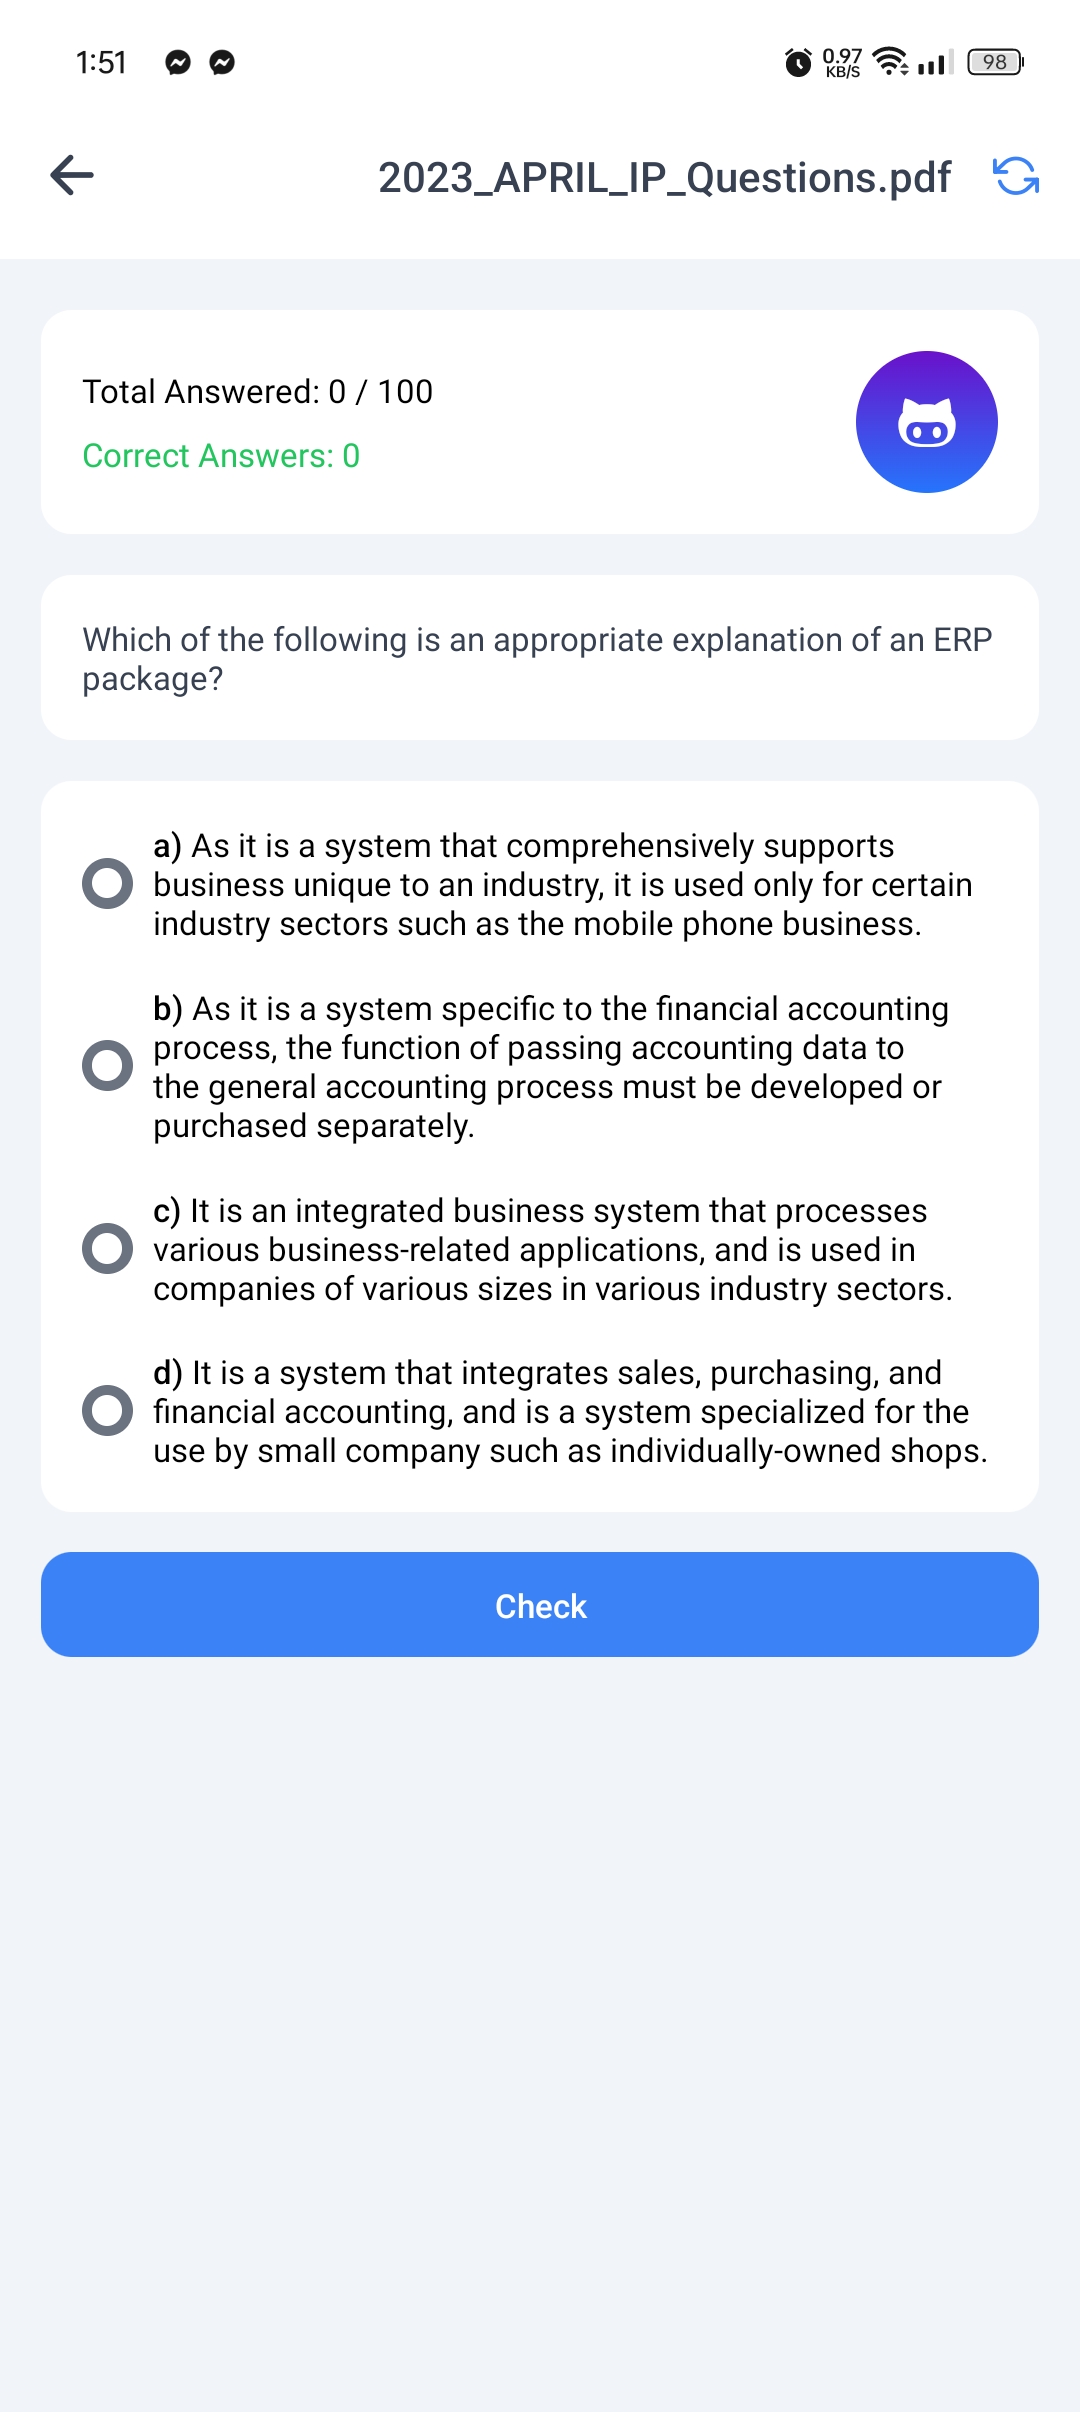 1:51
0.97
KB/S
98
2023_APRIL_IP_Questions.pdf
Total Answered: 0 / 100
Correct Answers: 0
Which of the following is an appropriate explanation of an ERP
package?
a) As it is a system that comprehensively supports
business unique to an industry, it is used only for certain
industry sectors such as the mobile phone business.
b) As it is a system specific to the financial accounting
process, the function of passing accounting data to
the general accounting process must be developed or
purchased separately.
c) It is an integrated business system that processes
various business-related applications, and is used in
companies of various sizes in various industry sectors.
d) It is a system that integrates sales, purchasing, and
financial accounting, and is a system specialized for the
use by small company such as individually-owned shops.
Check